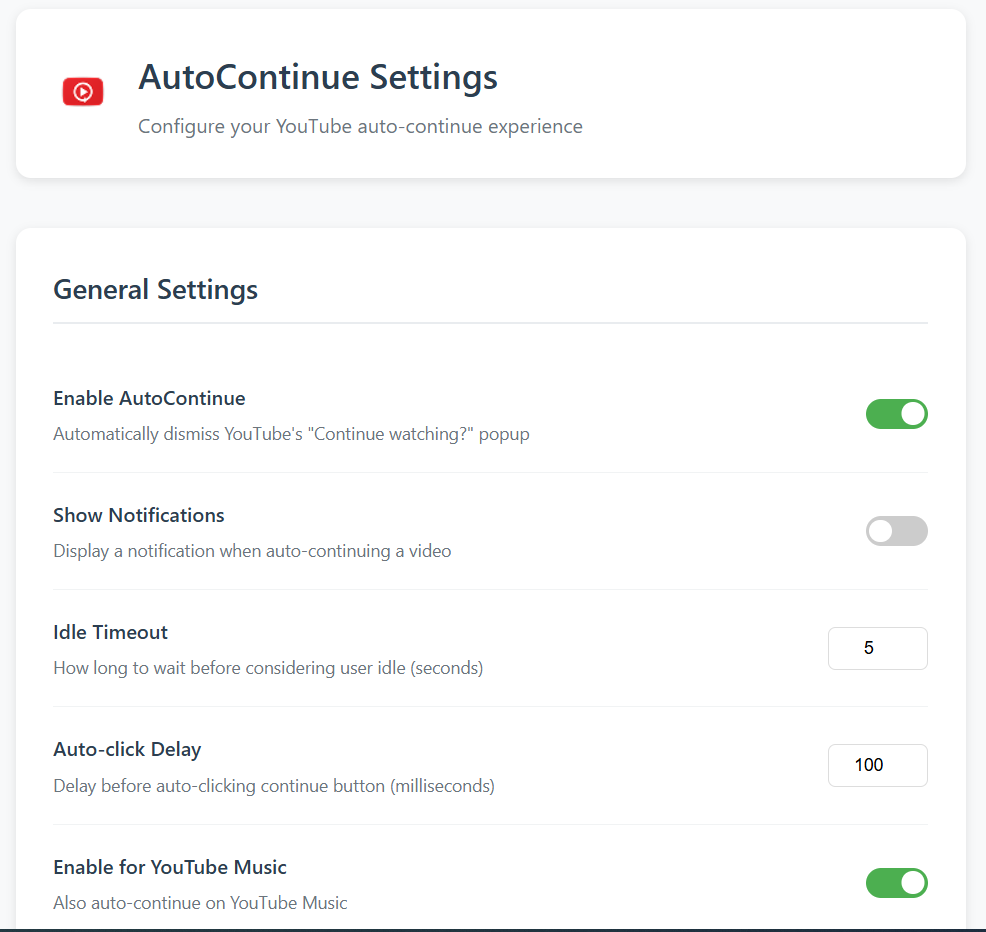 AutoContinue Settings
Configure your YouTube auto-continue experience
General Settings
Enable AutoContinue
Automatically dismiss YouTube's "Continue watching?" popup
Show Notifications
Display a notification when auto-continuing a video
Idle Timeout
How long to wait before considering user idle (seconds)
5
Auto-click Delay
Delay before auto-clicking continue button (milliseconds)
100
Enable for YouTube Music
Also auto-continue on YouTube Music